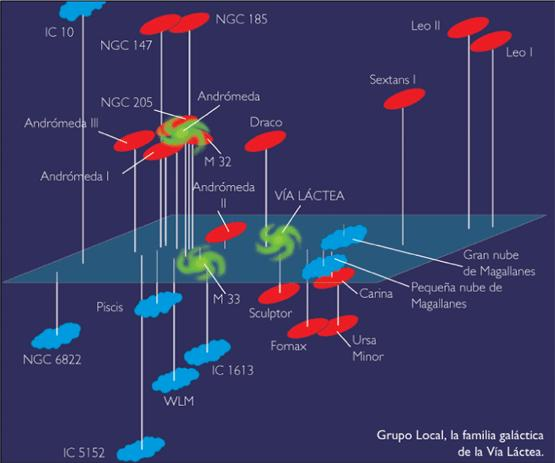 IC 10
NGC 147
NGC 185
Leo II
Leo I
Sextans I
NGC 205
Andrómeda
Andrómeda III
Draco
Andrómeda I
M 32
Andrómeda
II
VÍA LÁCTEA
Gran nube
de Magallanes
Pequeña nube de
Magallanes
M 33
Piscis
Sculptor
Carina
NGC 6822
Fornax
Ursa
Minor
IC 1613
WLM
IC 5152
Grupo Local, la familia galáctica
de la Vía Láctea.